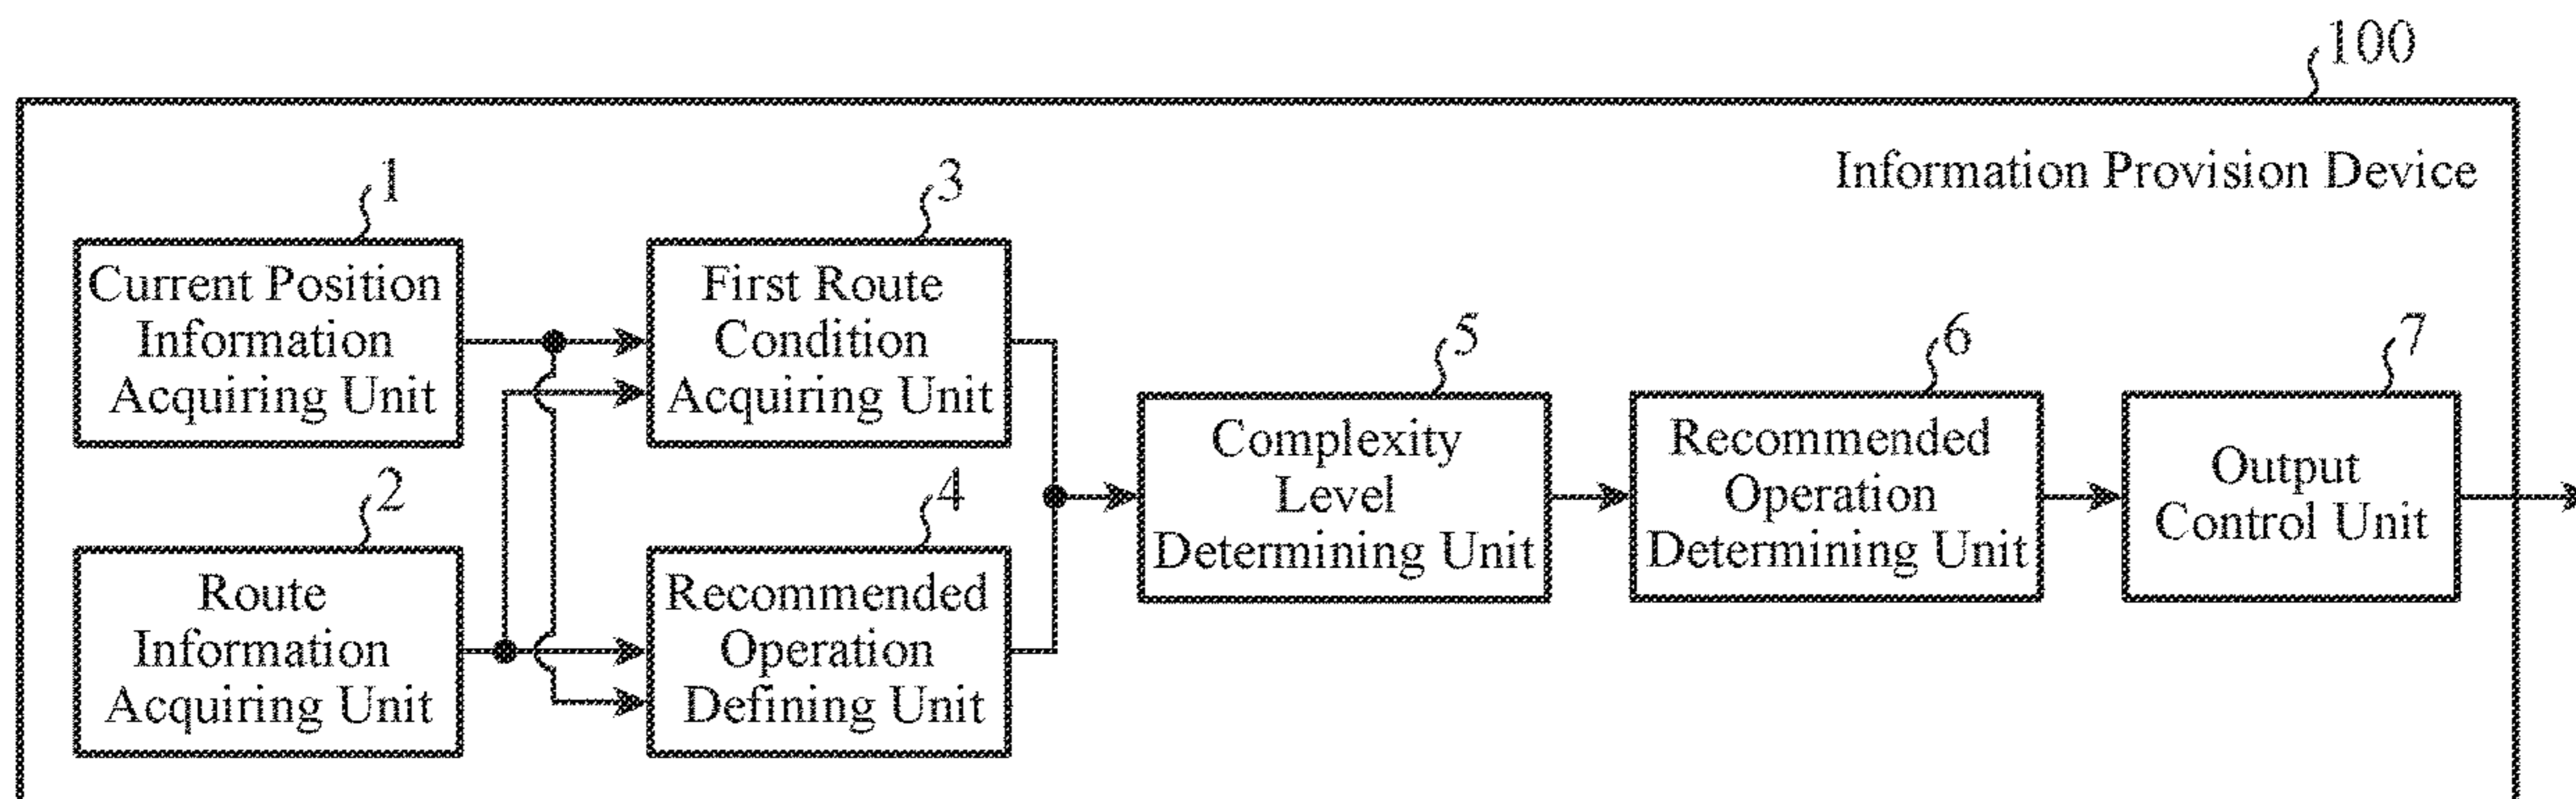 100
Information Provision Device
1
Current Position
Information
Acquiring Unit
3
First Route
Condition
Acquiring Unit
2
Route
Information
Acquiring Unit
4
Recommended
Operation
Defining Unit
5
Complexity
Level
Determining Unit
6
Recommended
Operation
Determining Unit
7
Output
Control Unit